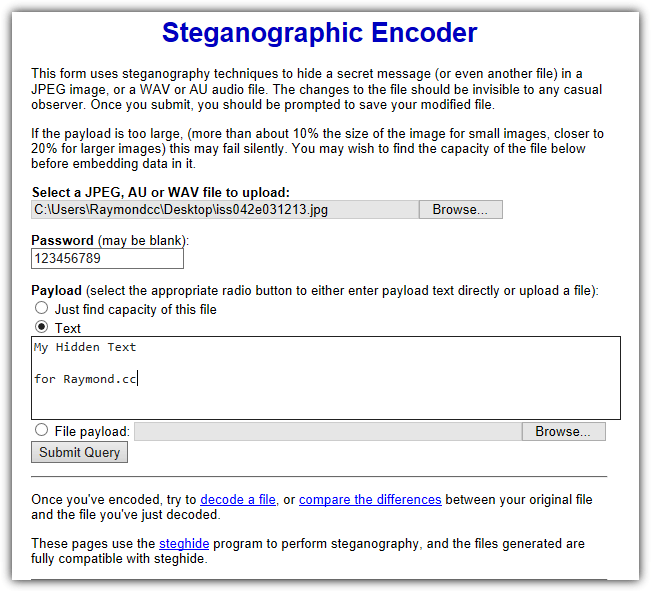 Steganographic Encoder
This form uses steganography techniques to hide a secret message (or even another file) in a
JPEG image, or a WAV or AU audio file. The changes to the file should be invisible to any casual
observer. Once you submit, you should be prompted to save your modified file.
If the payload is too large, (more than about 10% the size of the image for small images, closer to
20% for larger images) this may fail silently. You may wish to find the capacity of the file below
before embedding data in it.
Select a JPEG, AU or WAV file to upload:
C:\Users\Raymondcc\Desktop\iss042e031213.jpg Browse...
Password (may be blank):
123456789
Payload (select the appropriate radio button to either enter payload text directly or upload a file):
Just find capacity of this file
Text
My Hidden Text
for Raymond.cc
File payload: Browse...
Submit Query
Once you've encoded, try to decode a file, or compare the differences between your original file
and the file you've just decoded.
These pages use the steghide program to perform steganography, and the files generated are
fully compatible with steghide.